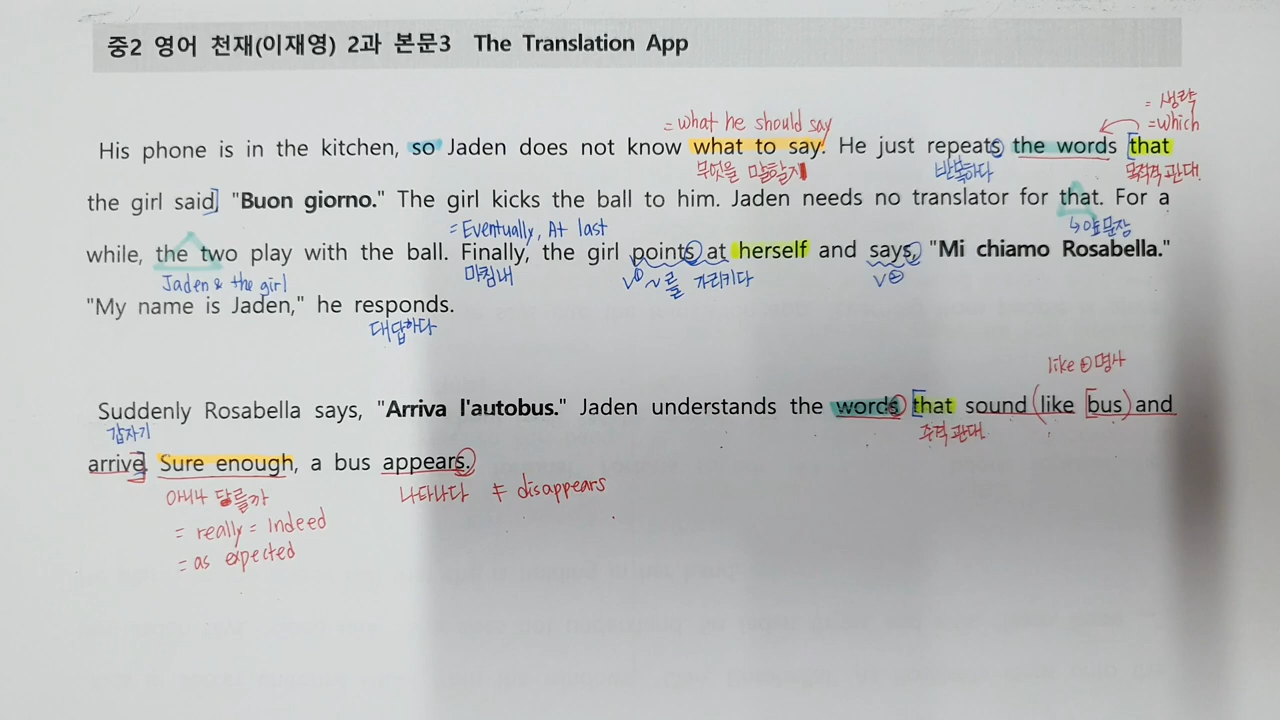 중2 영어 천재(이재영) 2과 본문3 The Translation App
= 생략
= what he should say
= which
His phone is in the kitchen, so Jaden does not know what to say. He just repeats the words [that
무엇을 말할지 반복하다 목적격 관대.
the girl said] "Buon giorno." The girl kicks the ball to him. Jaden needs no translator for that. For a
= Eventually, At last ↳ 앞문장
while, the two play with the ball. Finally, the girl points at herself and says, "Mi chiamo Rosabella."
Jaden & the girl 마침내 V① ~를 가리키다 V②
"My name is Jaden," he responds.
대답하다
like ⊕ 명사
Suddenly Rosabella says, "Arriva l'autobus." Jaden understands the words [that sound (like [bus) and
갑자기 주격 관대.
arrive]. Sure enough, a bus appears.
아니나 다를까 나타나다 ≠ disappears
= really = indeed
= as expected